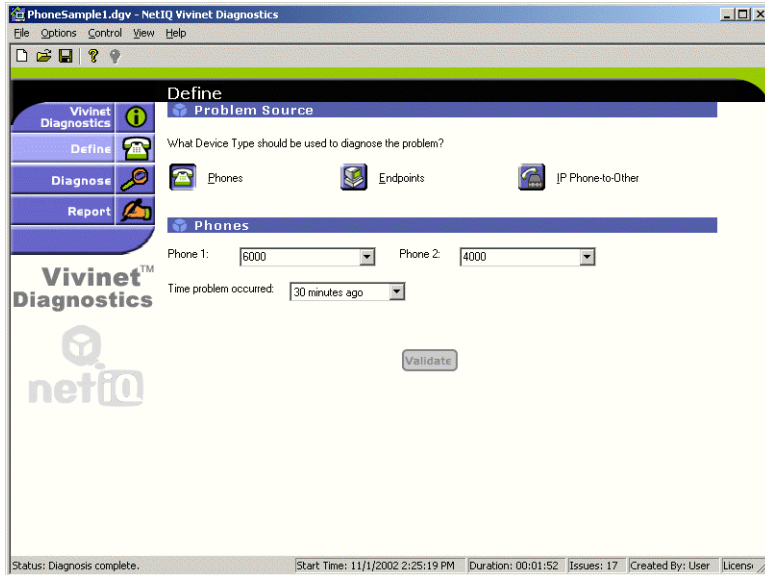 PhoneSample1.dgv - NetIQ Vivinet Diagnostics
File Options Control View Help
Define
Vivinet Diagnostics
Define
Diagnose
Report
Vivinet™
Diagnostics
netiQ
Problem Source
What Device Type should be used to diagnose the problem?
Phones Endpoints IP Phone-to-Other
Phones
Phone 1: 6000 Phone 2: 4000
Time problem occurred: 30 minutes ago
Validate
Status: Diagnosis complete. Start Time: 11/1/2002 2:25:19 PM Duration: 00:01:52 Issues: 17 Created By: User